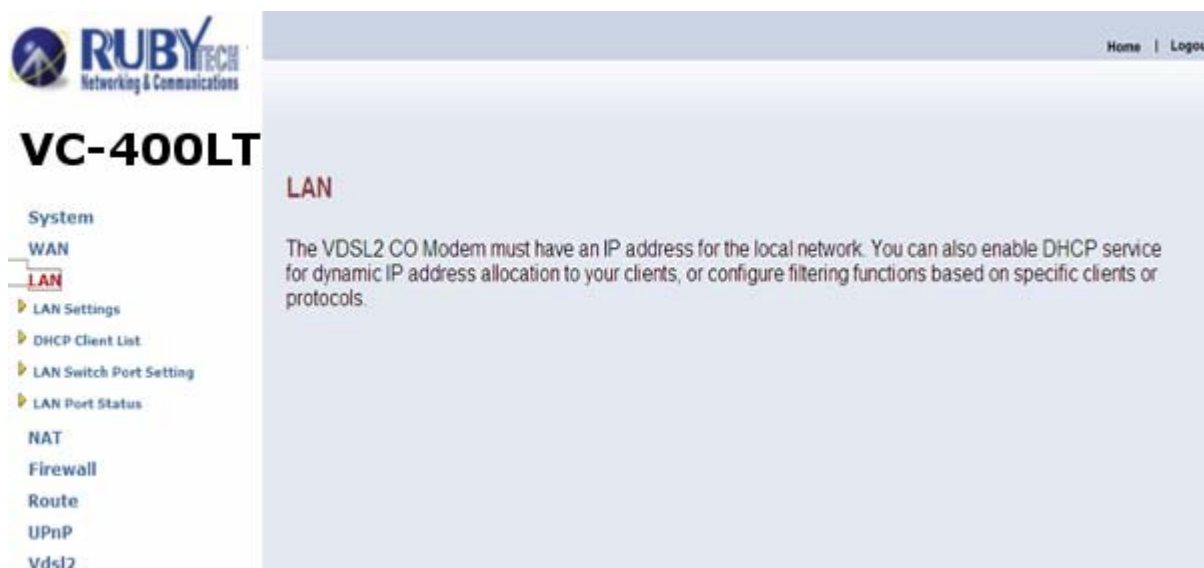 RUBYTECH
Networking & Communications
Home | Logou
VC-400LT
System
WAN
LAN
LAN Settings
DHCP Client List
LAN Switch Port Setting
LAN Port Status
NAT
Firewall
Route
UPnP
Vdsl2
LAN
The VDSL2 CO Modem must have an IP address for the local network. You can also enable DHCP service
for dynamic IP address allocation to your clients, or configure filtering functions based on specific clients or
protocols.